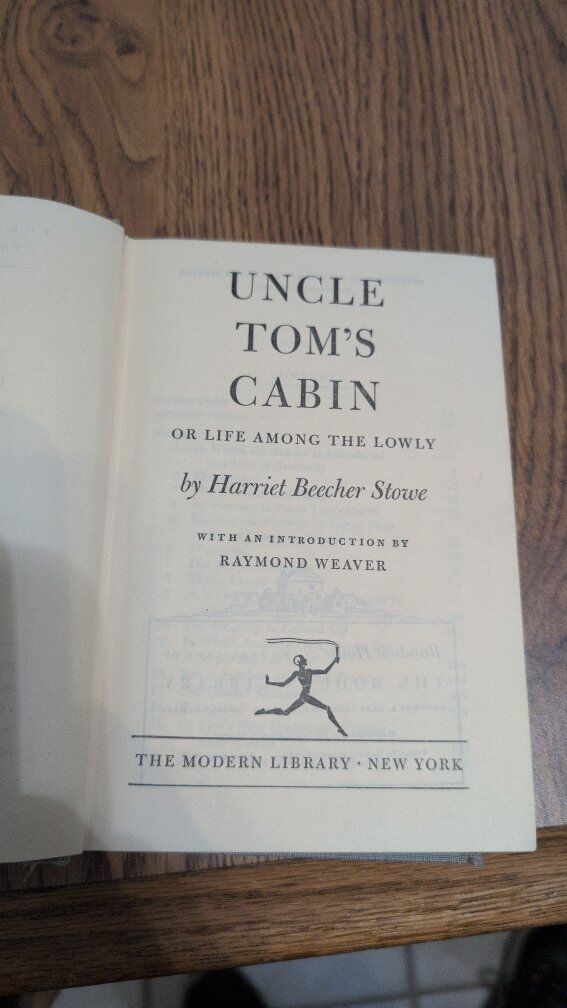 UNCLE
TOM'S
CABIN
OR LIFE AMONG THE LOWLY
by Harriet Beecher Stowe
WITH AN INTRODUCTION BY
RAYMOND WEAVER
THE MODERN LIBRARY · NEW YORK